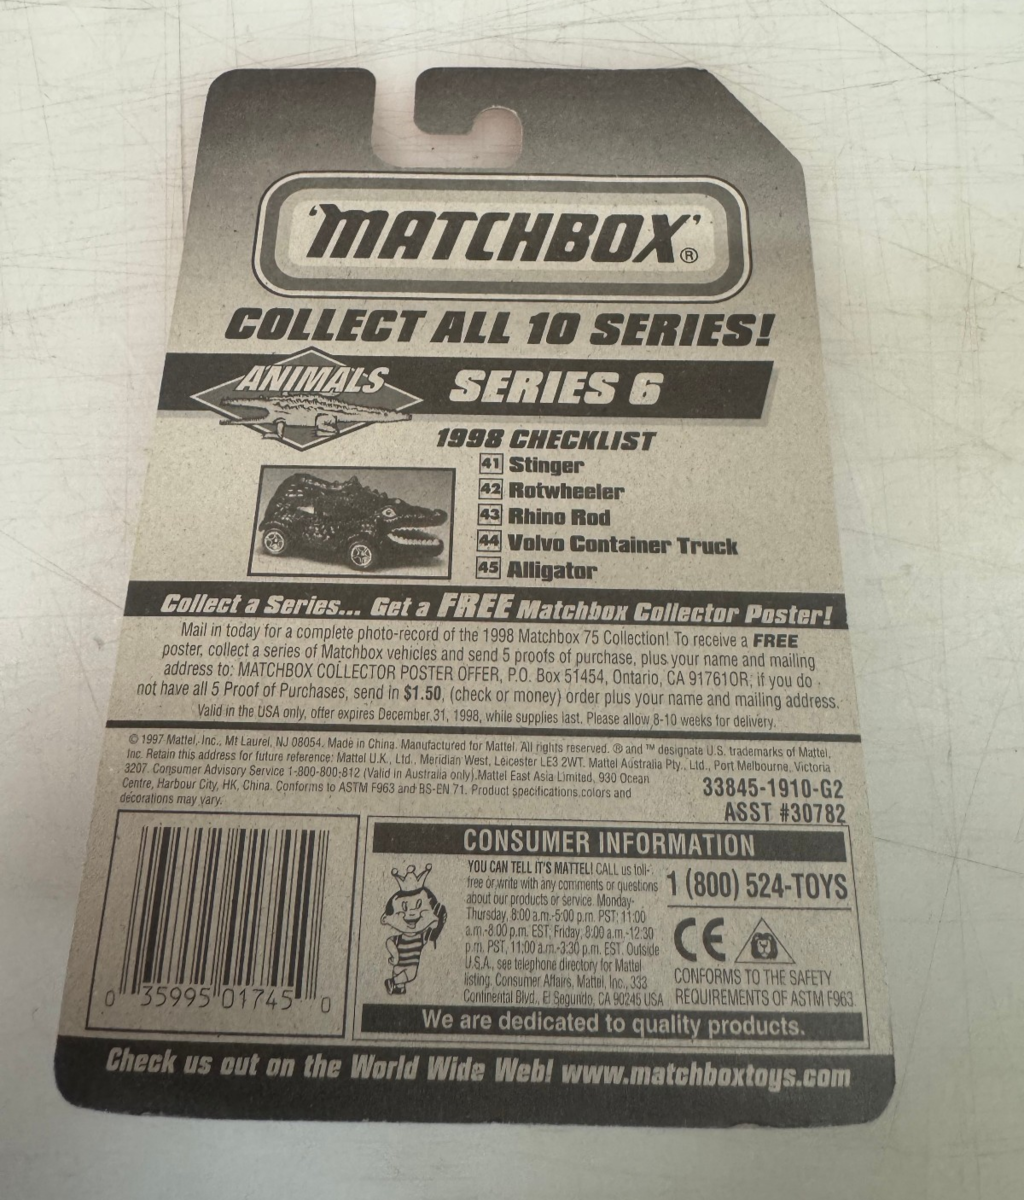 'MATCHBOX'®
COLLECT ALL 10 SERIES!
ANIMALS
SERIES 6
1998 CHECKLIST
41 Stinger
42 Rotwheeler
43 Rhino Rod
44 Volvo Container Truck
45 Alligator
Collect a Series... Get a FREE Matchbox Collector Poster!
Mail in today for a complete photo-record of the 1998 Matchbox 75 Collection! To receive a FREE
poster, collect a series of Matchbox vehicles and send 5 proofs of purchase, plus your name and mailing
address to: MATCHBOX COLLECTOR POSTER OFFER, P.O. Box 51454, Ontario, CA 91761OR; if you do
not have all 5 Proof of Purchases, send in $1.50, (check or money) order plus your name and mailing address.
Valid in the USA only, offer expires December 31, 1998, while supplies last. Please allow 8-10 weeks for delivery.
© 1997 Mattel, Inc., Mt Laurel, NJ 08054. Made in China. Manufactured for Mattel. All rights reserved. ® and ™ designate U.S. trademarks of Mattel,
Inc. Retain this address for future reference: Mattel U.K., Ltd., Meridian West, Leicester LE3 2WT. Mattel Australia Pty., Ltd., Port Melbourne, Victoria
3207. Consumer Advisory Service 1-800-800-812 (Valid in Australia only).Mattel East Asia Limited, 930 Ocean
Centre, Harbour City, HK, China. Conforms to ASTM F963 and BS-EN 71. Product specifications,colors and
decorations may vary.
33845-1910-G2
ASST #30782
CONSUMER INFORMATION
YOU CAN TELL IT'S MATTEL! CALL us toll-
free or write with any comments or questions
about our products or service. Monday-
Thursday, 8:00 a.m.-5:00 p.m. PST; 11:00
a.m.-8:00 p.m. EST; Friday, 8:00 a.m.-12:30
p.m. PST, 11:00 a.m.-3:30 p.m. EST. Outside
U.S.A., see telephone directory for Mattel
listing. Consumer Affairs, Mattel, Inc., 333
Continental Blvd., El Segundo, CA 90245 USA
1 (800) 524-TOYS
CE
CONFORMS TO THE SAFETY
REQUIREMENTS OF ASTM F963.
We are dedicated to quality products.
0 35995 01745 0
Check us out on the World Wide Web! www.matchboxtoys.com